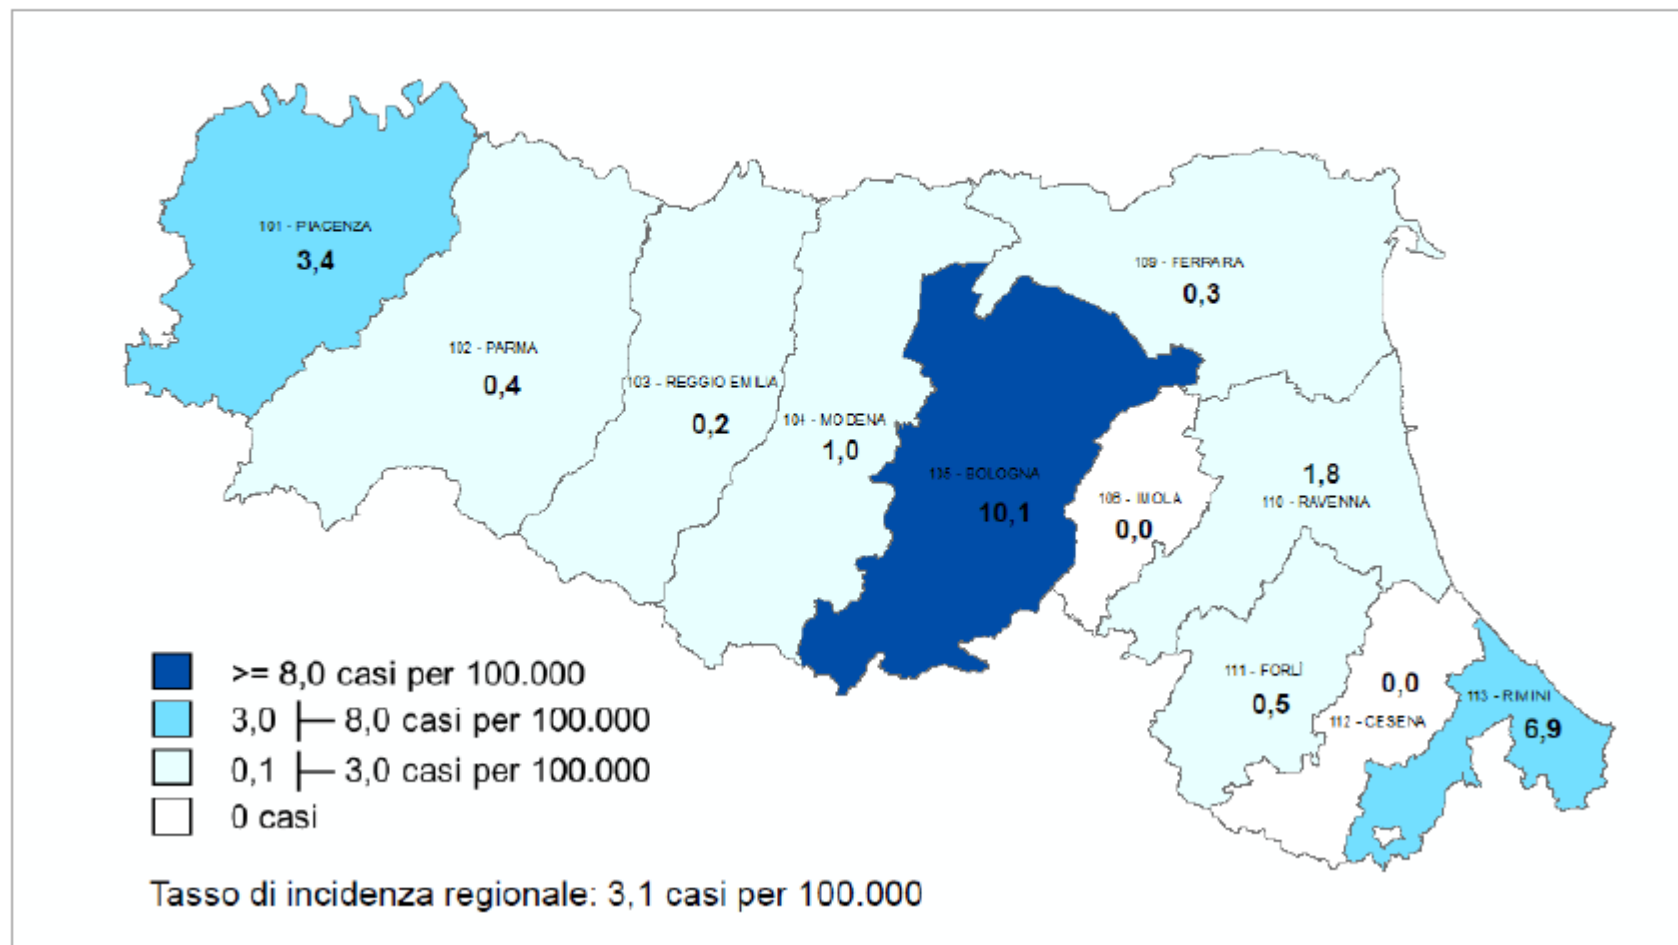 101 - PIACENZA
3,4
102 - PARMA
0,4
103 - REGGIO EMILIA
0,2
104 - MODENA
1,0
105 - BOLOGNA
10,1
106 - IMOLA
0,0
109 - FERRARA
0,3
1,8
110 - RAVENNA
111 - FORLÌ
0,5
0,0
112 - CESENA
113 - RIMINI
6,9
>= 8,0 casi per 100.000
3,0 ├─ 8,0 casi per 100.000
0,1 ├─ 3,0 casi per 100.000
0 casi
Tasso di incidenza regionale: 3,1 casi per 100.000